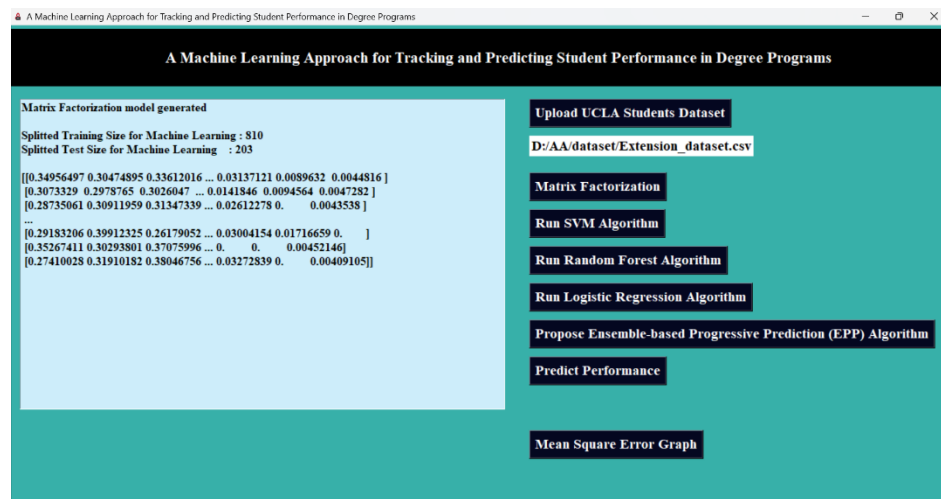 A Machine Learning Approach for Tracking and Predicting Student Performance in Degree Programs
A Machine Learning Approach for Tracking and Predicting Student Performance in Degree Programs
Matrix Factorization model generated
Splitted Training Size for Machine Learning : 810
Splitted Test Size for Machine Learning : 203
[[0.34956497 0.30474895 0.33612016 ... 0.03137121 0.0089632 0.0044816 ]
[0.3073329 0.2978765 0.3026047 ... 0.0141846 0.0094564 0.0047282 ]
[0.28735061 0.30911959 0.31347339 ... 0.02612278 0. 0.0043538 ]
...
[0.29183206 0.39912325 0.26179052 ... 0.03004154 0.01716659 0. ]
[0.35267411 0.30293801 0.37075996 ... 0. 0. 0.00452146]
[0.27410028 0.31910182 0.38046756 ... 0.03272839 0. 0.00409105]]
Upload UCLA Students Dataset
D:/AA/dataset/Extension_dataset.csv
Matrix Factorization
Run SVM Algorithm
Run Random Forest Algorithm
Run Logistic Regression Algorithm
Propose Ensemble-based Progressive Prediction (EPP) Algorithm
Predict Performance
Mean Square Error Graph